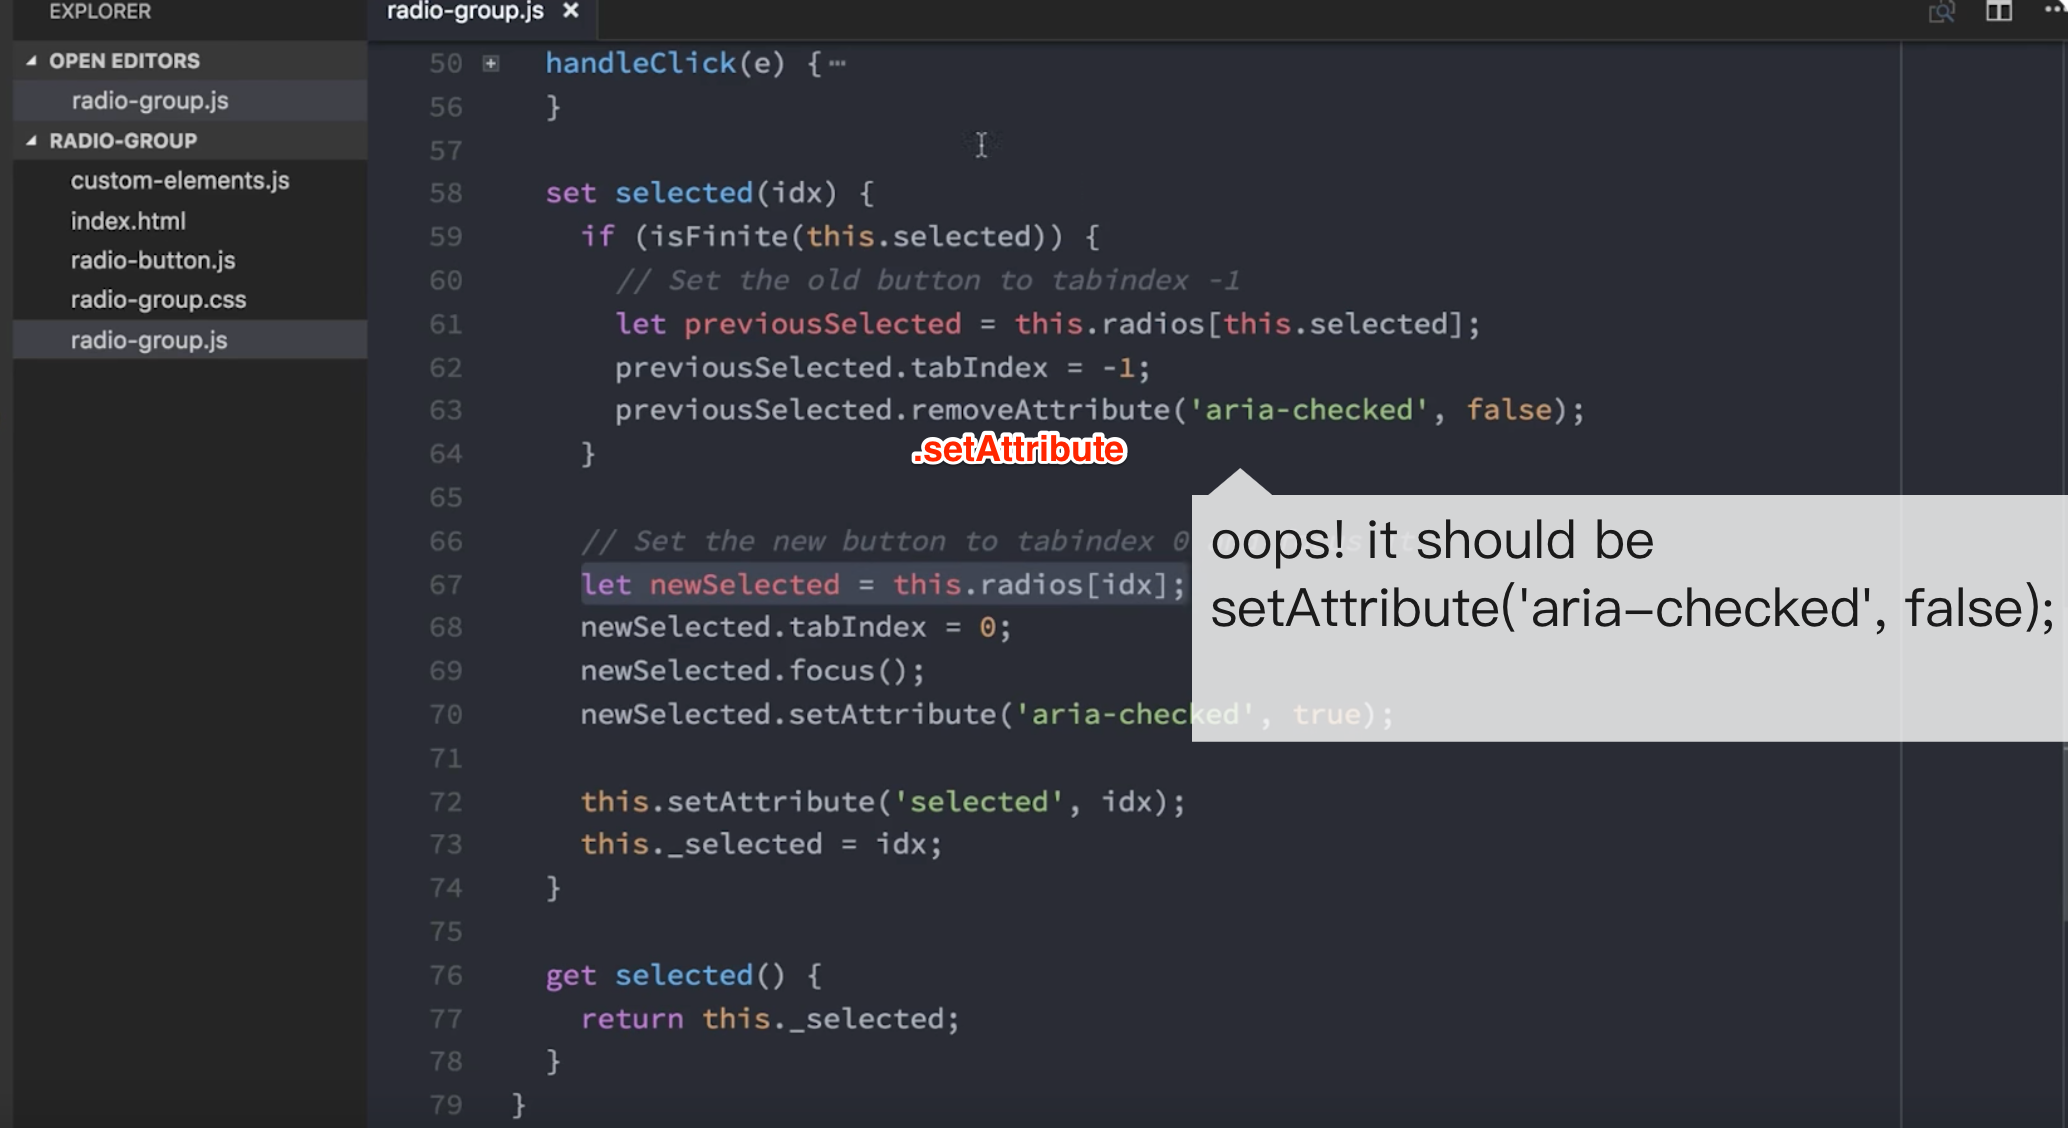 EXPLORER
radio-group.js ×
OPEN EDITORS
radio-group.js
RADIO-GROUP
custom-elements.js
index.html
radio-button.js
radio-group.css
radio-group.js
50 handleClick(e) {⋯
56 }
57
58 set selected(idx) {
59 if (isFinite(this.selected)) {
60 // Set the old button to tabindex -1
61 let previousSelected = this.radios[this.selected];
62 previousSelected.tabIndex = -1;
63 previousSelected.removeAttribute('aria-checked', false);
.setAttribute
64 }
65
66 // Set the new button to tabindex 0
oops! it should be
setAttribute('aria-checked', false);
67 let newSelected = this.radios[idx];
68 newSelected.tabIndex = 0;
69 newSelected.focus();
70 newSelected.setAttribute('aria-checked', true);
71
72 this.setAttribute('selected', idx);
73 this._selected = idx;
74 }
75
76 get selected() {
77 return this._selected;
78 }
79 }